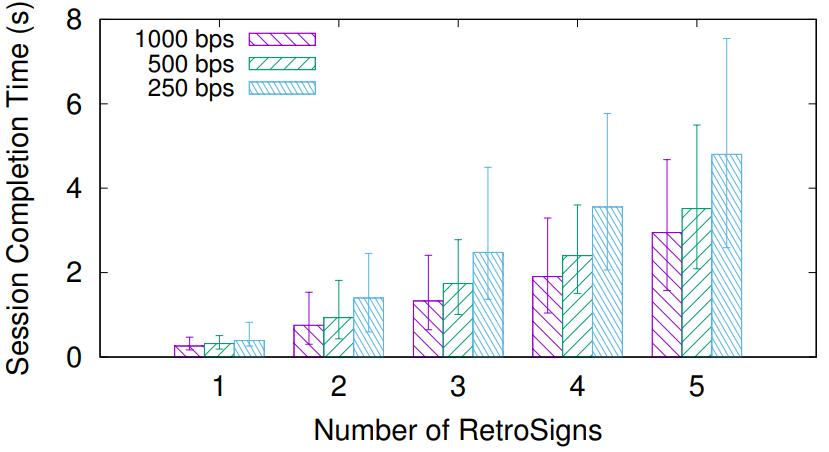 Session Completion Time (s)
8
6
4
2
0
1000 bps
500 bps
250 bps
1 2 3 4 5
Number of RetroSigns